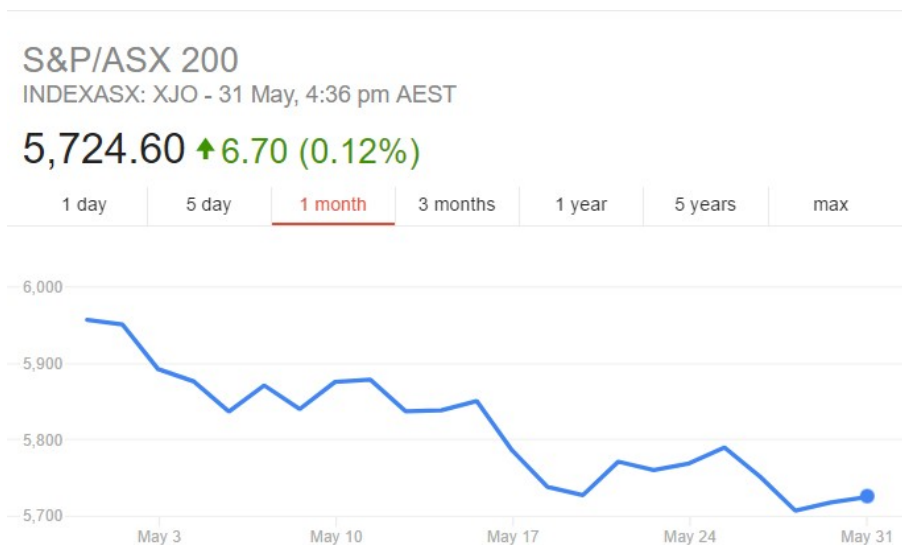 S&P/ASX 200
INDEXASX: XJO - 31 May, 4:36 pm AEST
5,724.60 ↑ 6.70 (0.12%)
1 day 5 day 1 month 3 months 1 year 5 years max
6,000
5,900
5,800
5,700
May 3 May 10 May 17 May 24 May 31